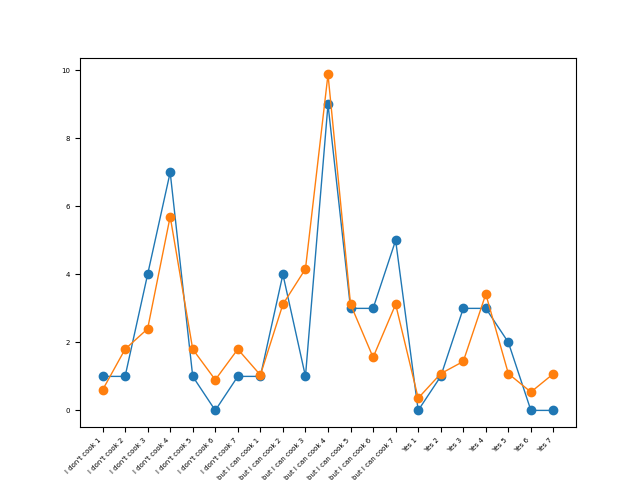 10
8
6
4
2
0
I don't cook 1
I don't cook 2
I don't cook 3
I don't cook 4
I don't cook 5
I don't cook 6
I don't cook 7
but I can cook 1
but I can cook 2
but I can cook 3
but I can cook 4
but I can cook 5
but I can cook 6
but I can cook 7
Yes 1
Yes 2
Yes 3
Yes 4
Yes 5
Yes 6
Yes 7